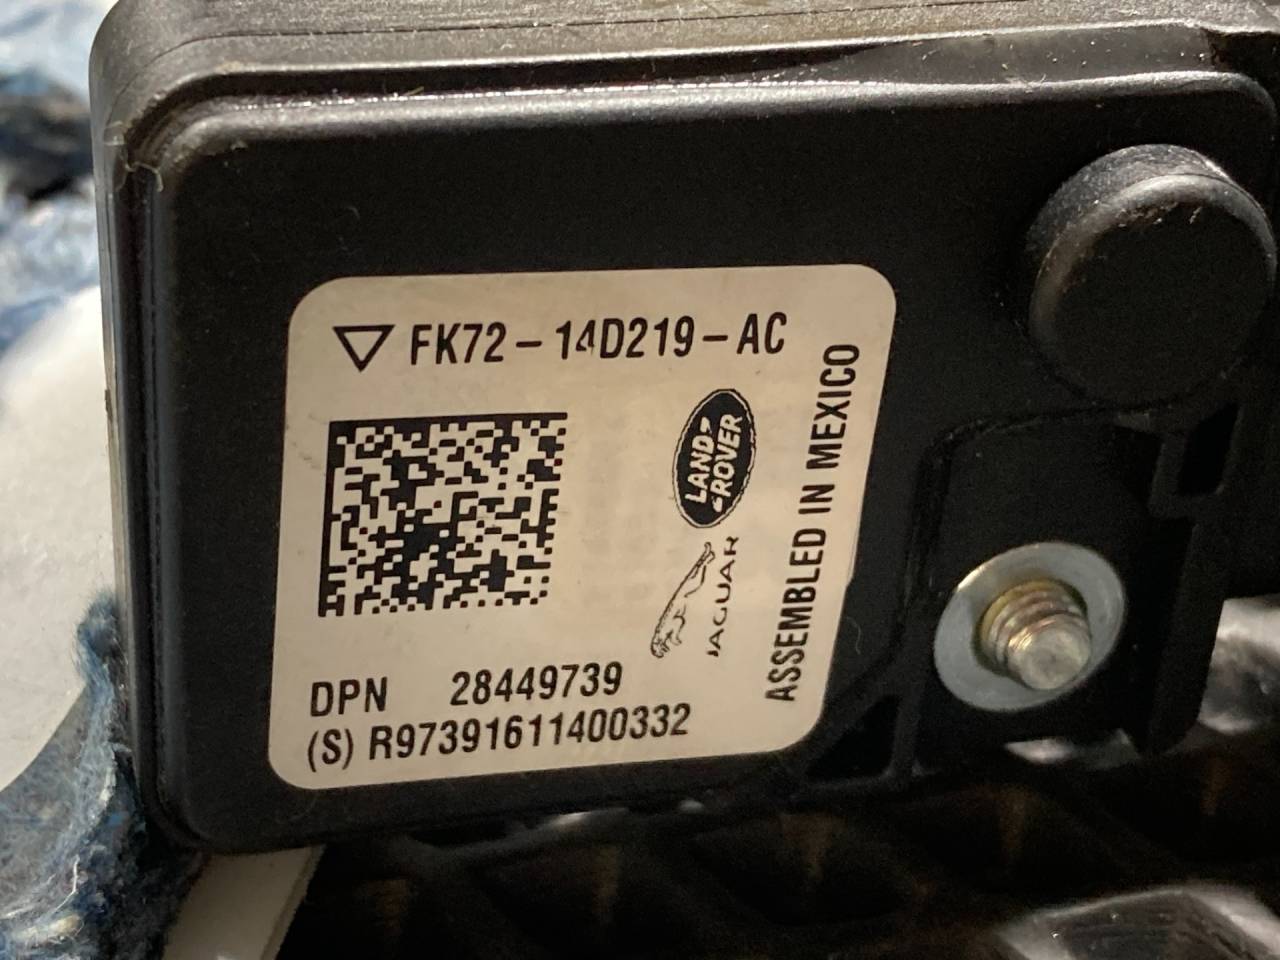 FK72-14D219-AC
LAND
ROVER
JAGUAR
ASSEMBLED IN MEXICO
DPN 28449739
(S) R97391611400332